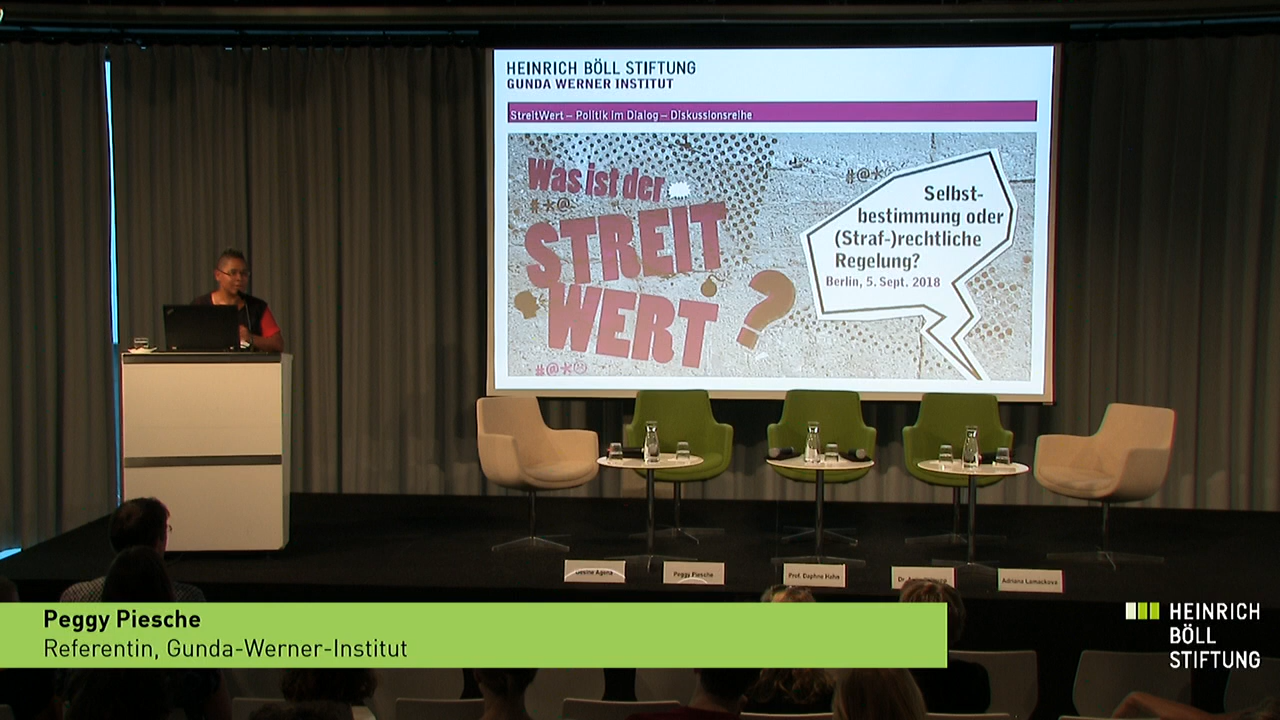 HEINRICH BÖLL STIFTUNG
GUNDA WERNER INSTITUT
StreitWert – Politik im Dialog – Diskussionsreihe
Was ist der
#@*
#*@
STREIT
WERT ?
#@*☹
Selbst-
bestimmung oder
(Straf-)rechtliche
Regelung?
Berlin, 5. Sept. 2018
Peggy Piesche
Prof. Daphne Hahn
Dr.
Adriana Lamackova
Peggy Piesche
Referentin, Gunda-Werner-Institut
HEINRICH
BÖLL
STIFTUNG